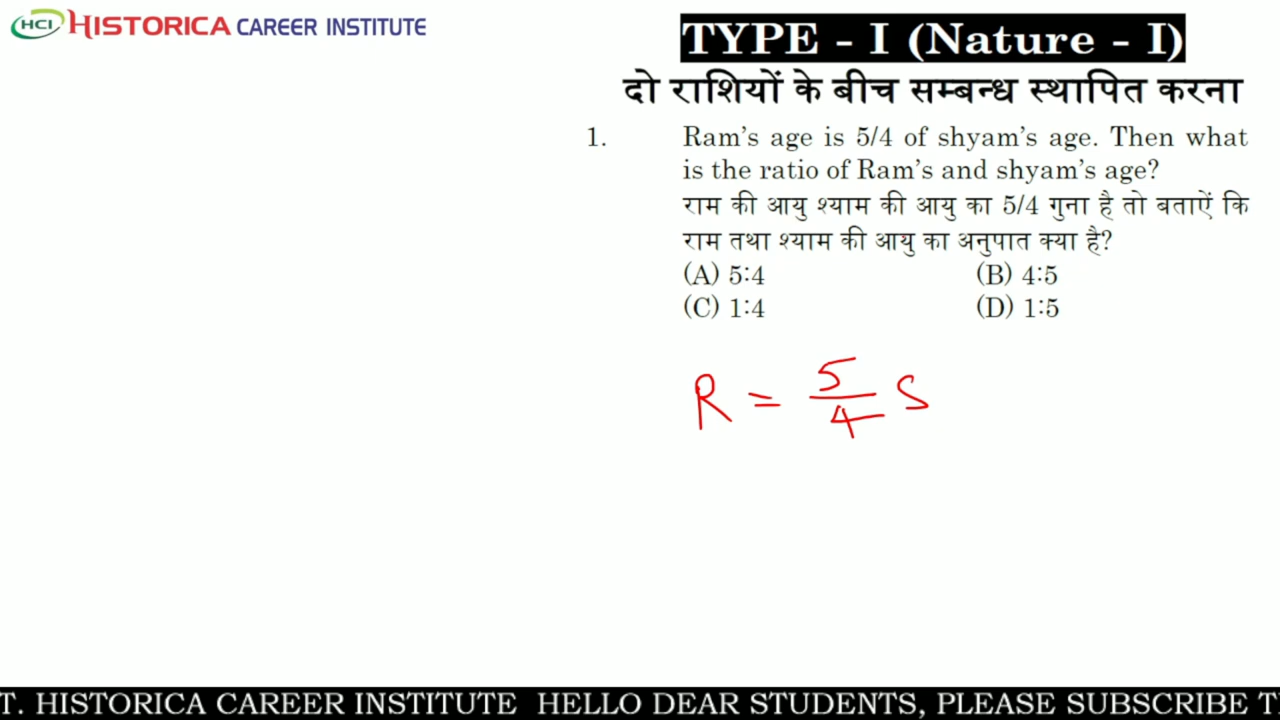 HCI HISTORICA CAREER INSTITUTE
TYPE - I (Nature - I)
दो राशियों के बीच सम्बन्ध स्थापित करना
1. Ram's age is 5/4 of shyam's age. Then what
is the ratio of Ram's and shyam's age?
राम की आयु श्याम की आयु का 5/4 गुना है तो बताऐं कि
राम तथा श्याम की आयु का अनुपात क्या है?
(A) 5:4 (B) 4:5
(C) 1:4 (D) 1:5
R = 5/4 S
T. HISTORICA CAREER INSTITUTE HELLO DEAR STUDENTS, PLEASE SUBSCRIBE T